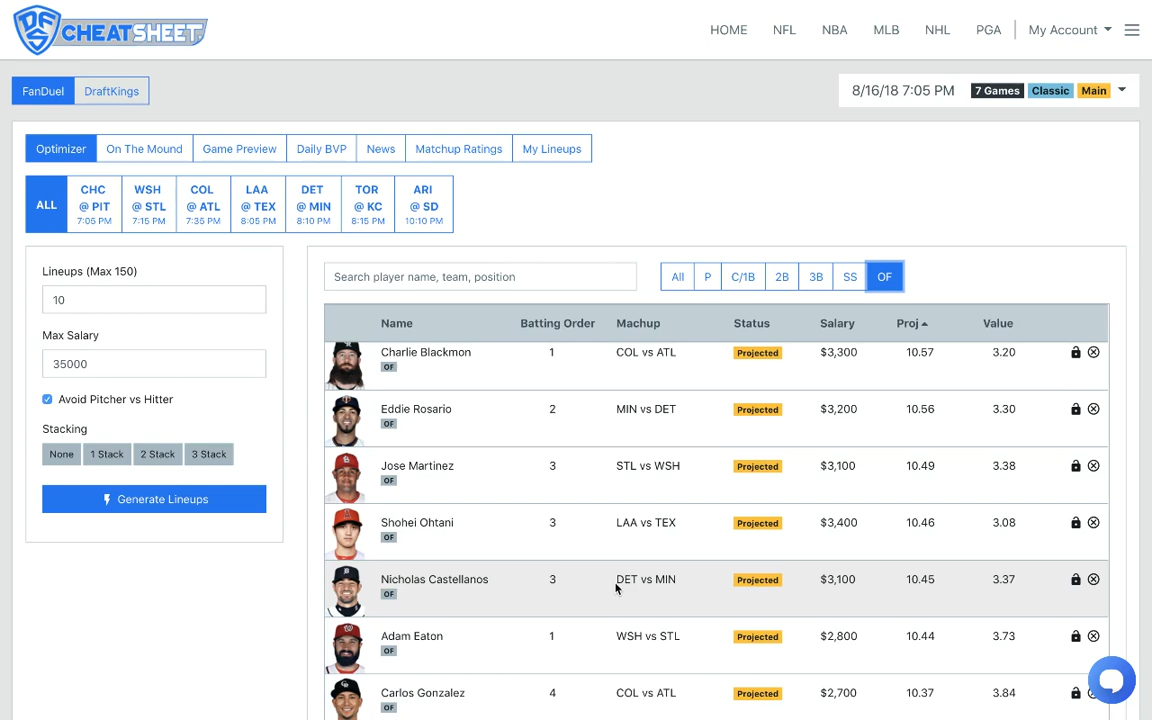 DFS CHEATSHEET
HOME NFL NBA MLB NHL PGA My Account
FanDuel DraftKings
8/16/18 7:05 PM 7 Games Classic Main
Optimizer On The Mound Game Preview Daily BVP News Matchup Ratings My Lineups
ALL
CHC @ PIT 7:05 PM
WSH @ STL 7:15 PM
COL @ ATL 7:35 PM
LAA @ TEX 8:05 PM
DET @ MIN 8:10 PM
TOR @ KC 8:15 PM
ARI @ SD 10:10 PM
Lineups (Max 150)
10
Max Salary
35000
Avoid Pitcher vs Hitter
Stacking
None 1 Stack 2 Stack 3 Stack
Generate Lineups
Search player name, team, position
All P C/1B 2B 3B SS OF
Name Batting Order Machup Status Salary Proj Value
Charlie Blackmon 1 COL vs ATL Projected $3,300 10.57 3.20
OF
Eddie Rosario 2 MIN vs DET Projected $3,200 10.56 3.30
OF
Jose Martinez 3 STL vs WSH Projected $3,100 10.49 3.38
OF
Shohei Ohtani 3 LAA vs TEX Projected $3,400 10.46 3.08
OF
Nicholas Castellanos 3 DET vs MIN Projected $3,100 10.45 3.37
OF
Adam Eaton 1 WSH vs STL Projected $2,800 10.44 3.73
OF
Carlos Gonzalez 4 COL vs ATL Projected $2,700 10.37 3.84
OF